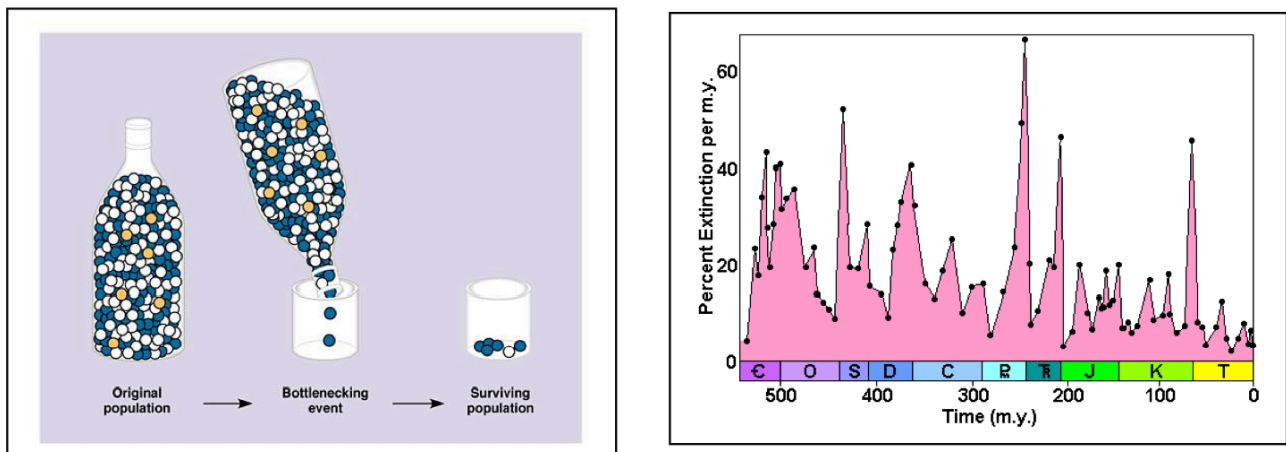 Original
population
Bottlenecking
event
Surviving
population
Percent Extinction per m.y.
60
40
20
0
Є O S D C P Tr J K T
500 400 300 200 100 0
Time (m.y.)